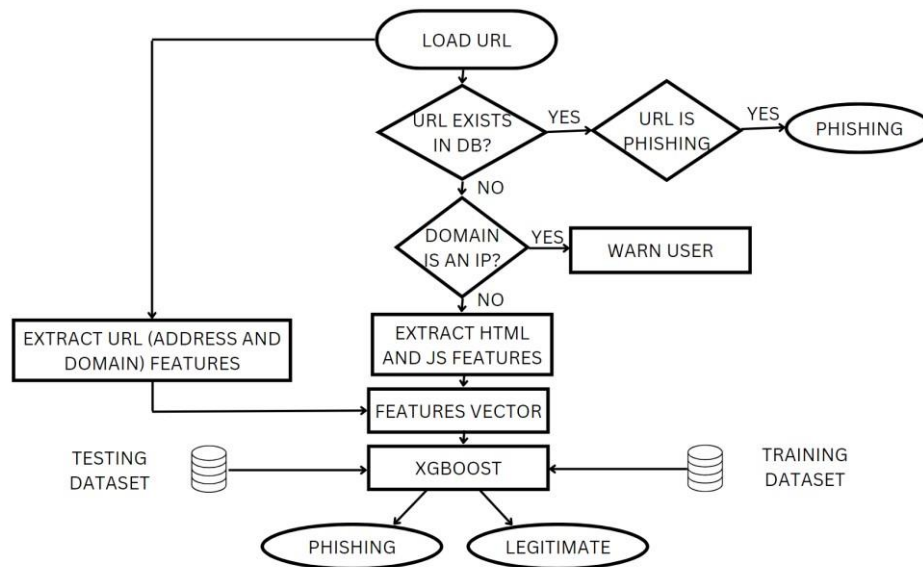 LOAD URL
URL EXISTS
IN DB?
YES
URL IS
PHISHING
YES
PHISHING
NO
DOMAIN
IS AN IP?
YES
WARN USER
NO
EXTRACT URL (ADDRESS AND
DOMAIN) FEATURES
EXTRACT HTML
AND JS FEATURES
FEATURES VECTOR
TESTING
DATASET
XGBOOST
TRAINING
DATASET
PHISHING
LEGITIMATE